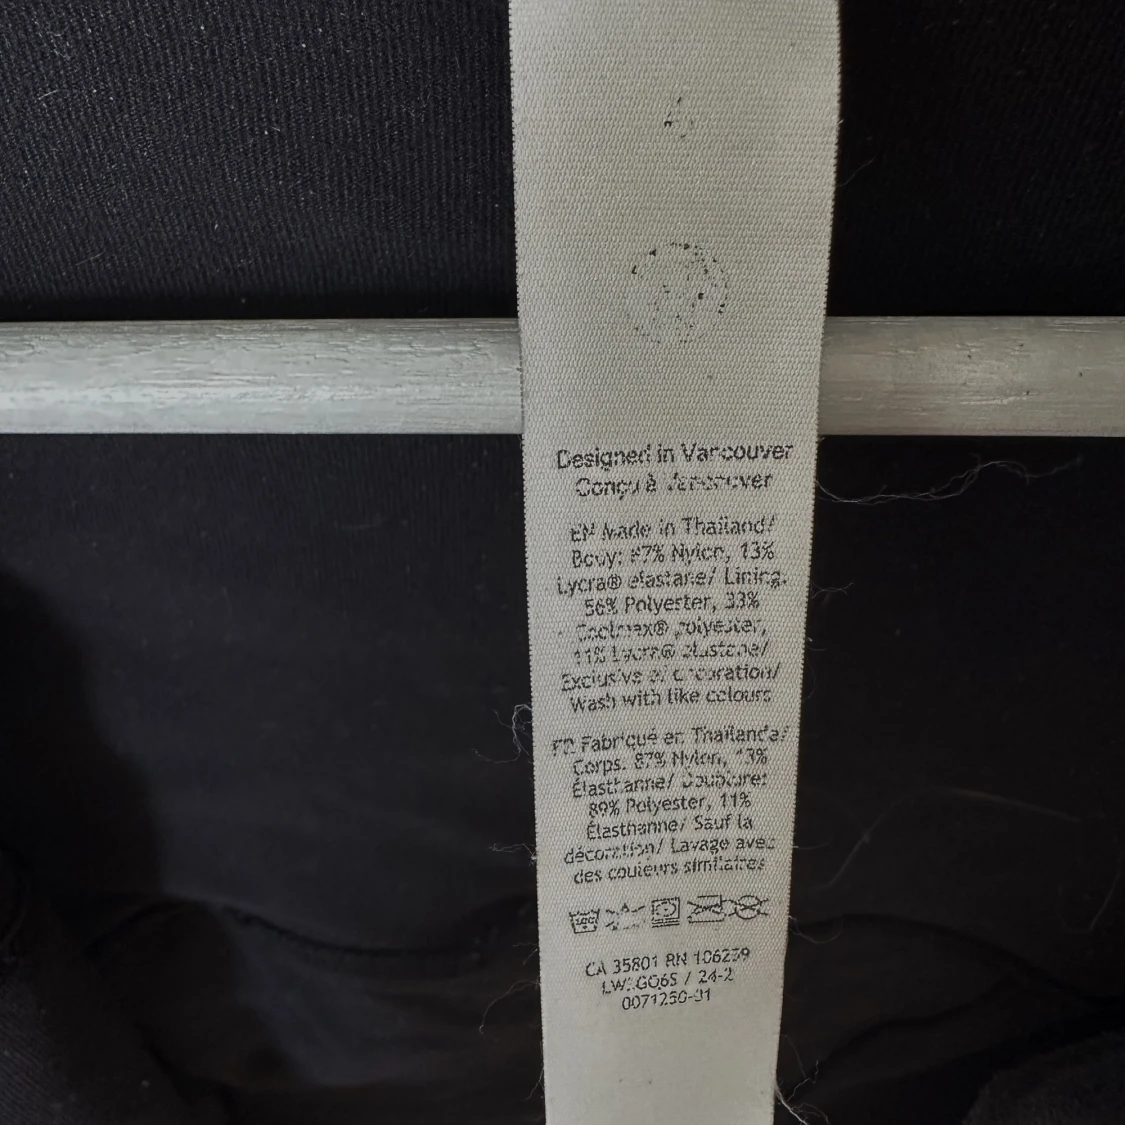 Designed in Vancouver
Conçu à Vancouver
EN Made in Thailand/
Body: 87% Nylon, 13%
Lycra® elastane/ Lining:
56% Polyester, 33%
Coolmax® polyester,
11% Lycra® elastane/
Exclusive of decoration/
Wash with like colours
FR Fabriqué en Thaïlande/
Corps: 87% Nylon, 13%
Élasthanne/ Doublure:
89% Polyester, 11%
Élasthanne/ Sauf la
décoration/ Lavage avec
des couleurs similaires
CA 35801 RN 106259
/ 24-2
0071250-01